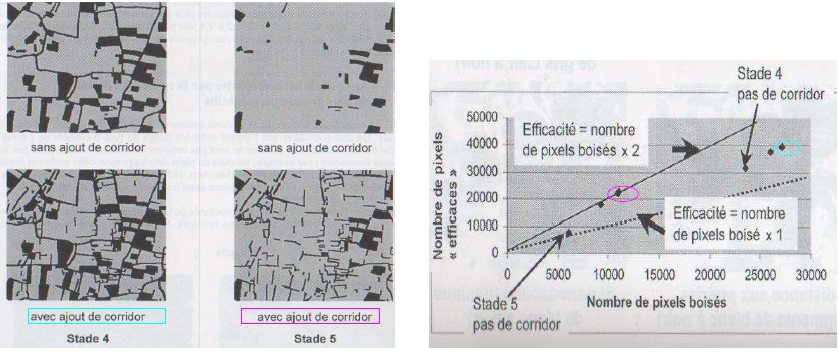 sans ajout de corridor
sans ajout de corridor
avec ajout de corridor
avec ajout de corridor
Stade 4
Stade 5
Stade 4
pas de corridor
Efficacité = nombre
de pixels boisés x 2
Efficacité = nombre
de pixels boisé x 1
Nombre de pixels
« efficaces »
50000
40000
30000
20000
10000
0
0
5000
10000
15000
20000
25000
30000
Nombre de pixels boisés
Stade 5
pas de corridor